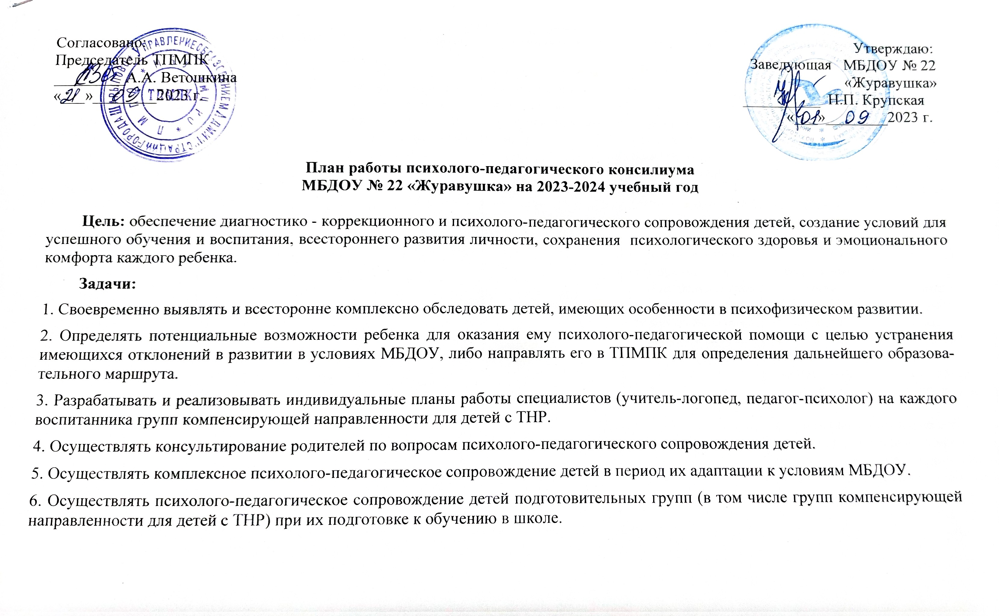 Согласовано:
Председатель ТПМПК
А.А. Ветошкина
«21» 09 2023 г.
УПРАВЛЕНИЕ ОБРАЗОВАНИЕМ АДМИНИСТРАЦИИ ГОРОДА ШАРЫПОВО
ТПМПК
Утверждаю:
Заведующая МБДОУ № 22
«Журавушка»
Н.П. Крупская
«01» 09 2023 г.
План работы психолого-педагогического консилиума
МБДОУ № 22 «Журавушка» на 2023-2024 учебный год
Цель: обеспечение диагностико - коррекционного и психолого-педагогического сопровождения детей, создание условий для
успешного обучения и воспитания, всестороннего развития личности, сохранения психологического здоровья и эмоционального
комфорта каждого ребенка.
Задачи:
1. Своевременно выявлять и всесторонне комплексно обследовать детей, имеющих особенности в психофизическом развитии.
2. Определять потенциальные возможности ребенка для оказания ему психолого-педагогической помощи с целью устранения
имеющихся отклонений в развитии в условиях МБДОУ, либо направлять его в ТПМПК для определения дальнейшего образова-
тельного маршрута.
3. Разрабатывать и реализовывать индивидуальные планы работы специалистов (учитель-логопед, педагог-психолог) на каждого
воспитанника групп компенсирующей направленности для детей с ТНР.
4. Осуществлять консультирование родителей по вопросам психолого-педагогического сопровождения детей.
5. Осуществлять комплексное психолого-педагогическое сопровождение детей в период их адаптации к условиям МБДОУ.
6. Осуществлять психолого-педагогическое сопровождение детей подготовительных групп (в том числе групп компенсирующей
направленности для детей с ТНР) при их подготовке к обучению в школе.